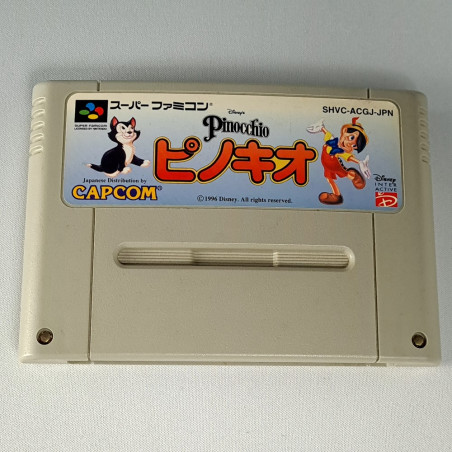 スーパーファミコン
SHVC-ACGJ-JPN
SUPER FAMICOM
LICENSED BY NINTENDO
Disney's
Pinocchio
ピノキオ
Japanese Distribution by
CAPCOM
©1996 Disney. All rights reserved.
Disney
INTER
ACTIVE